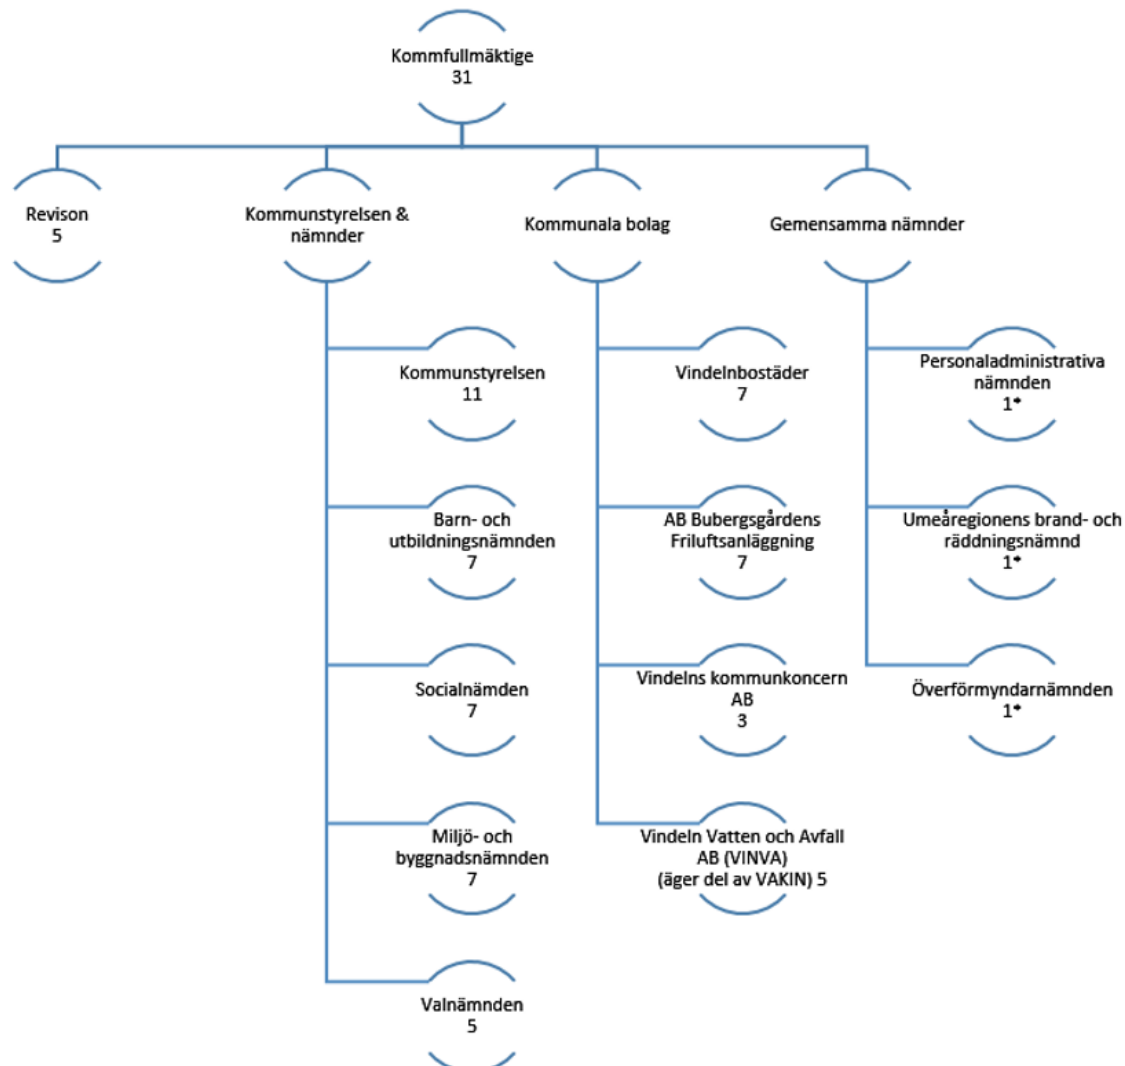 Kommfullmäktige
31
Revison
5
Kommunstyrelsen &
nämnder
Kommunala bolag
Gemensamma nämnder
Kommunstyrelsen
11
Barn- och
utbildningsnämnden
7
Socialnämden
7
Miljö- och
byggnadsnämnden
7
Valnämnden
5
Vindelnbostäder
7
AB Bubergsgårdens
Friluftsanläggning
7
Vindelns kommunkoncern
AB
3
Vindeln Vatten och Avfall
AB (VINVA)
(äger del av VAKIN) 5
Personaladministrativa
nämnden
1*
Umeåregionens brand- och
räddningsnämnd
1*
Överförmyndarnämnden
1*